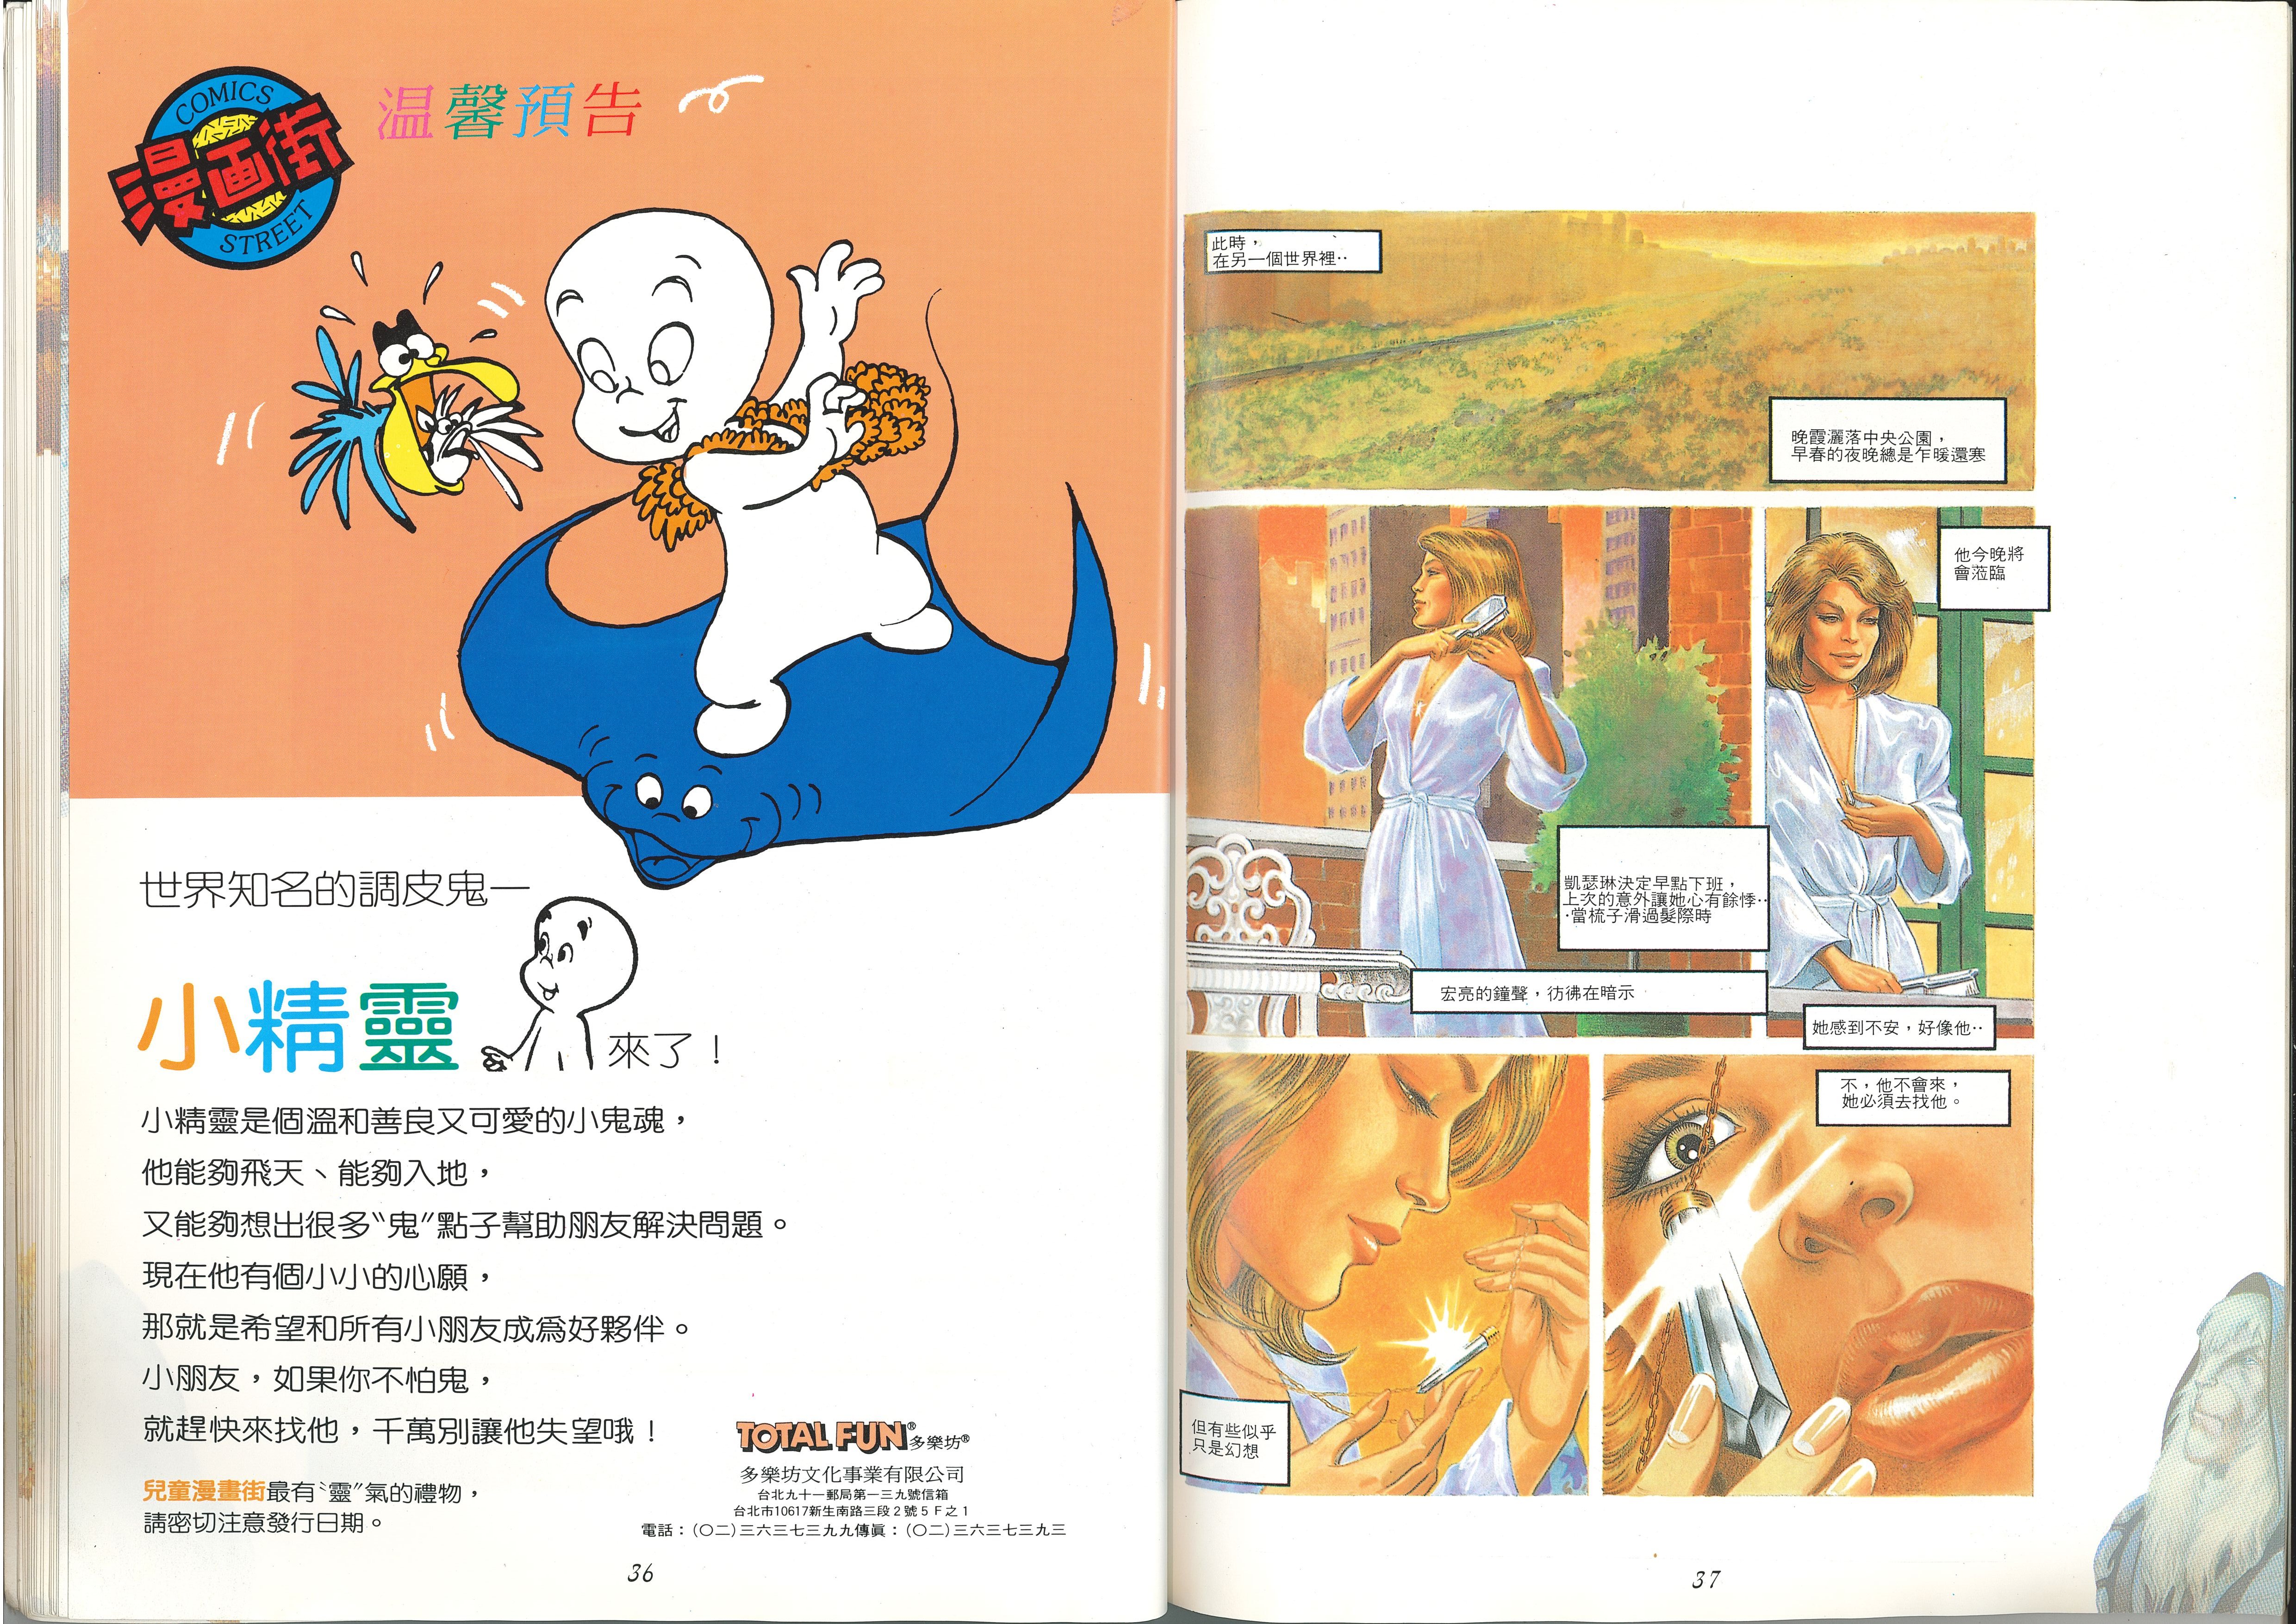 COMICS
漫画街
STREET
温馨預告
世界知名的調皮鬼—
小精靈
來了！
小精靈是個溫和善良又可愛的小鬼魂，
他能夠飛天、能夠入地，
又能夠想出很多〝鬼〞點子幫助朋友解決問題。
現在他有個小小的心願，
那就是希望和所有小朋友成為好夥伴。
小朋友，如果你不怕鬼，
就趕快來找他，千萬別讓他失望哦！
兒童漫畫街最有〝靈〞氣的禮物，
請密切注意發行日期。
TOTAL FUN® 多樂坊®
多樂坊文化事業有限公司
台北九十一郵局第一三九號信箱
台北市10617新生南路三段2號5F之1
電話：(〇二)三六三七三九九傳真：(〇二)三六三七三九三
36
此時，
在另一個世界裡‥
晚霞灑落中央公園，
早春的夜晚總是乍暖還寒
凱瑟琳決定早點下班，
上次的意外讓她心有餘悸‥
‧當梳子滑過髮際時
宏亮的鐘聲，彷彿在暗示
他今晚將
會蒞臨
她感到不安，好像他‥
但有些似乎
只是幻想
不，他不會來，
她必須去找他。
37